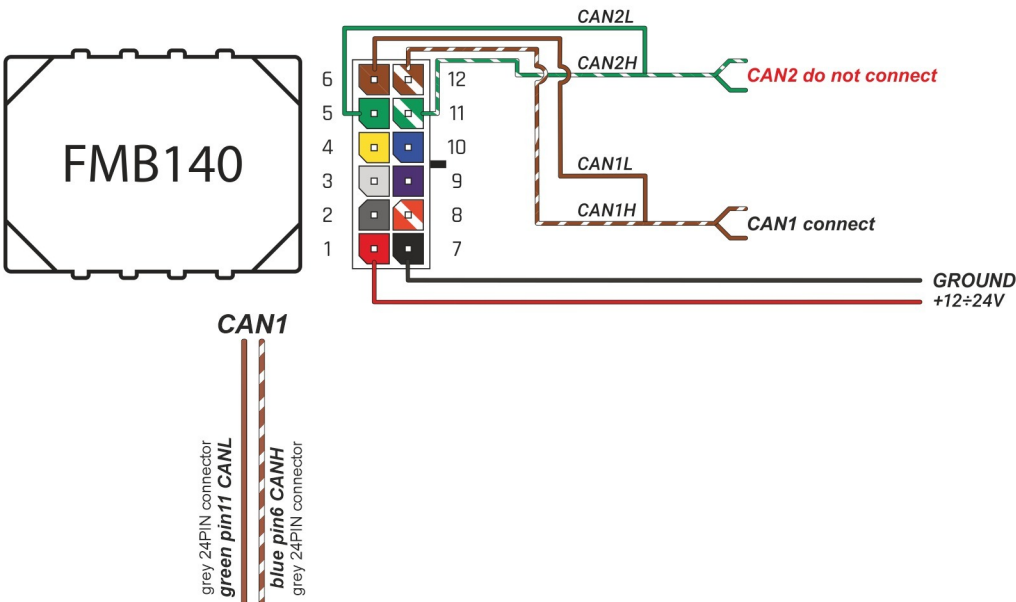 CAN2L
CAN2H
CAN2 do not connect
FMB140
6 12
5 11
4 10
3 9
2 8
1 7
CAN1L
CAN1H
CAN1 connect
GROUND
+12÷24V
CAN1
grey 24PIN connector
green pin11 CANL
blue pin6 CANH
grey 24PIN connector